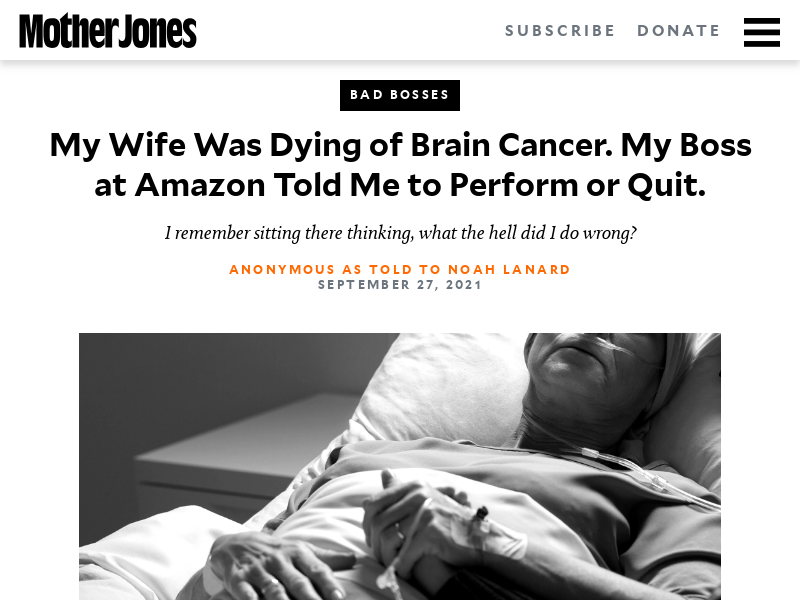 Mother Jones
SUBSCRIBE DONATE
BAD BOSSES
My Wife Was Dying of Brain Cancer. My Boss
at Amazon Told Me to Perform or Quit.
I remember sitting there thinking, what the hell did I do wrong?
ANONYMOUS AS TOLD TO NOAH LANARD
SEPTEMBER 27, 2021